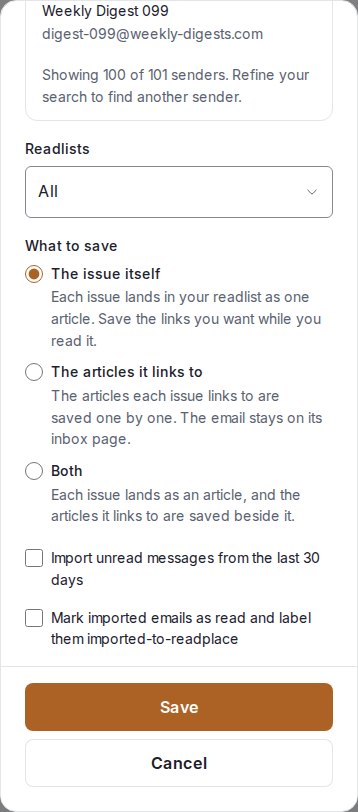 Weekly Digest 099
digest-099@weekly-digests.com
Showing 100 of 101 senders. Refine your
search to find another sender.
Readlists
All
What to save
The issue itself
Each issue lands in your readlist as one
article. Save the links you want while you
read it.
The articles it links to
The articles each issue links to are
saved one by one. The email stays on its
inbox page.
Both
Each issue lands as an article, and the
articles it links to are saved beside it.
Import unread messages from the last 30
days
Mark imported emails as read and label
them imported-to-readplace
Save
Cancel